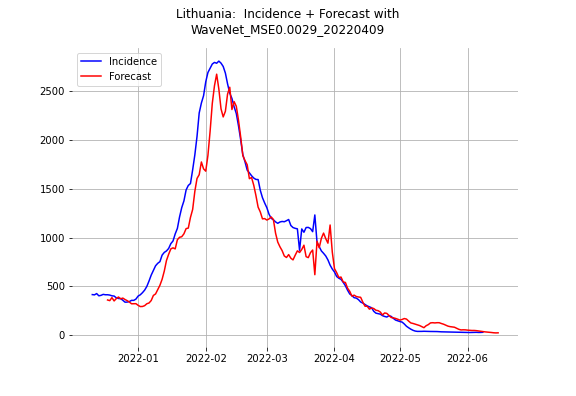 Lithuania:  Incidence + Forecast with
WaveNet_MSE0.0029_20220409
Incidence
Forecast
2500
2000
1500
1000
500
0
2022-01 2022-02 2022-03 2022-04 2022-05 2022-06